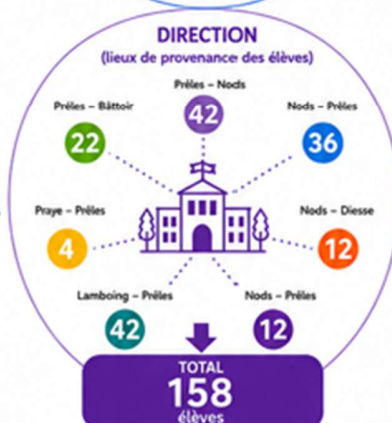 DIRECTION
(lieux de provenance des élèves)
Prêles – Nods
42
Prêles – Bâttoir
22
Nods – Prêles
36
Praye – Prêles
4
Nods – Diesse
12
Lamboing – Prêles
42
Nods – Prêles
12
TOTAL
158
élèves